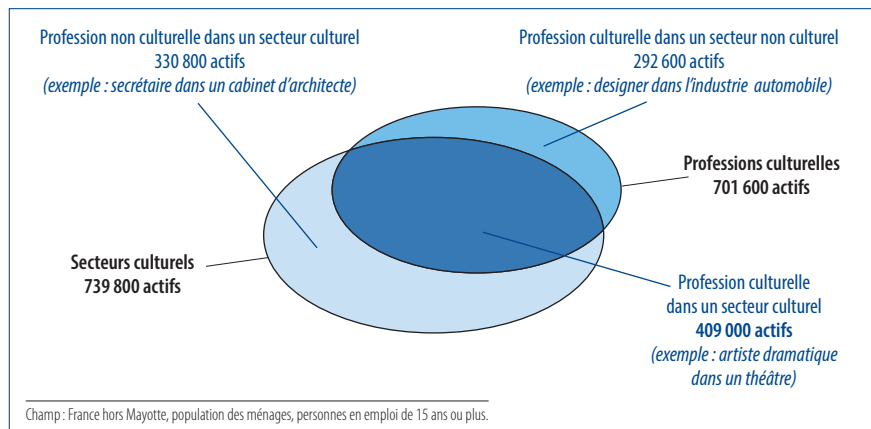 Profession non culturelle dans un secteur culturel
330 800 actifs
(exemple : secrétaire dans un cabinet d'architecte)
Profession culturelle dans un secteur non culturel
292 600 actifs
(exemple : designer dans l'industrie automobile)
Professions culturelles
701 600 actifs
Secteurs culturels
739 800 actifs
Profession culturelle
dans un secteur culturel
409 000 actifs
(exemple : artiste dramatique
dans un théâtre)
Champ : France hors Mayotte, population des ménages, personnes en emploi de 15 ans ou plus.